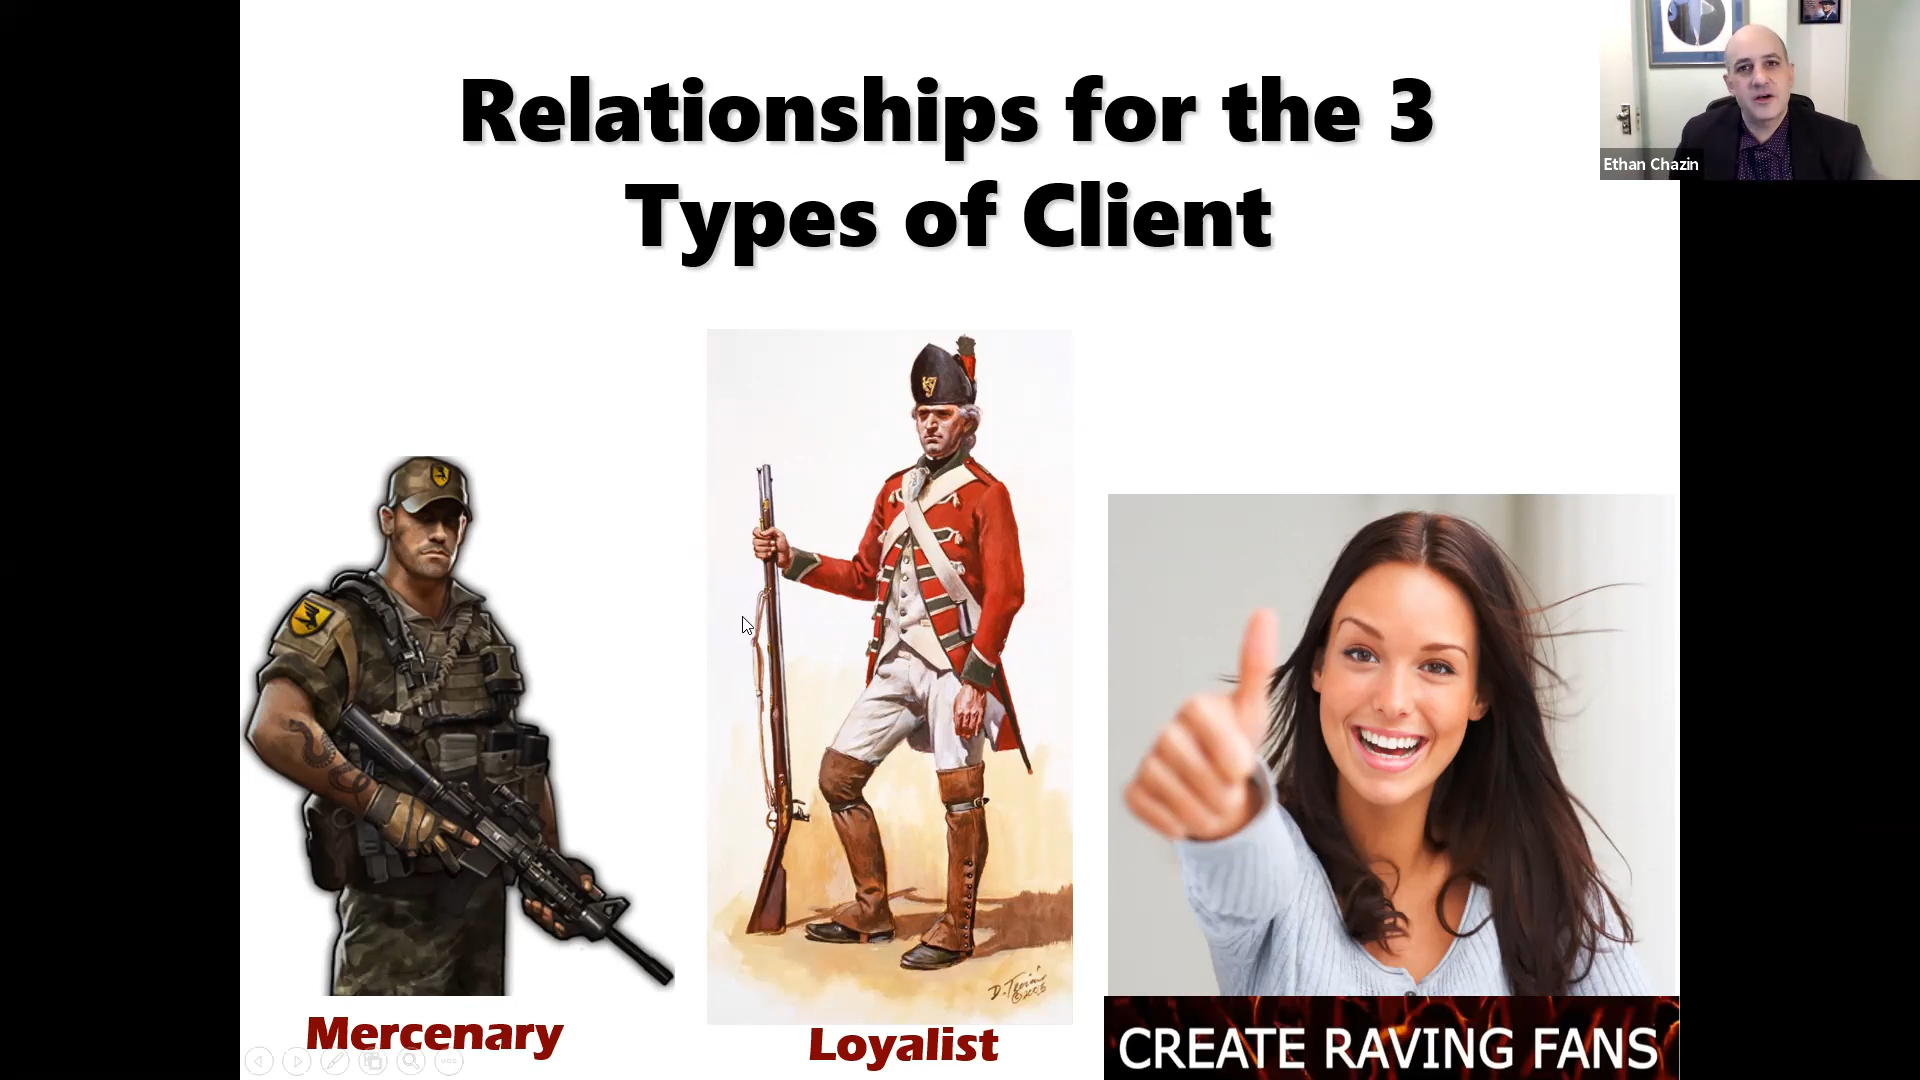 Relationships for the 3
Types of Client
Ethan Chazin
Mercenary
Loyalist
CREATE RAVING FANS